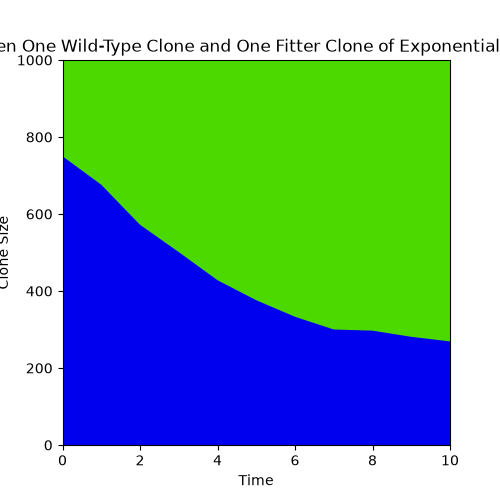 en One Wild-Type Clone and One Fitter Clone of Exponential
1000
800
600
400
200
0
Clone Size
0 2 4 6 8 10
Time